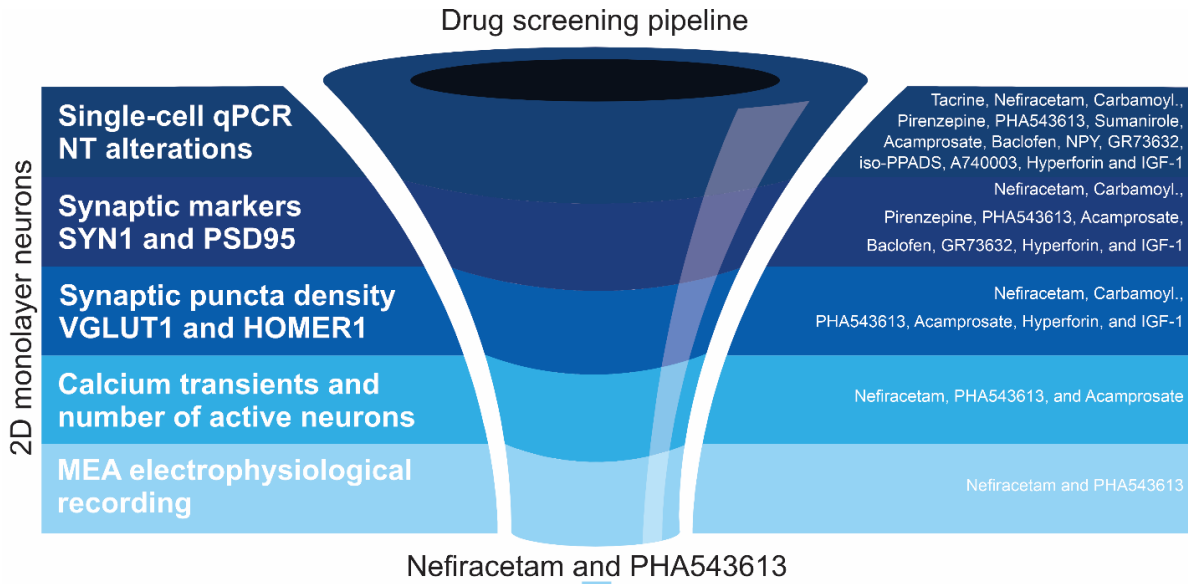 Drug screening pipeline
2D monolayer neurons
Single-cell qPCR
NT alterations
Tacrine, Nefiracetam, Carbamoyl.,
Pirenzepine, PHA543613, Sumanirole,
Acamprosate, Baclofen, NPY, GR73632,
iso-PPADS, A740003, Hyperforin and IGF-1
Synaptic markers
SYN1 and PSD95
Nefiracetam, Carbamoyl.,
Pirenzepine, PHA543613, Acamprosate,
Baclofen, GR73632, Hyperforin, and IGF-1
Synaptic puncta density
VGLUT1 and HOMER1
Nefiracetam, Carbamoyl.,
PHA543613, Acamprosate, Hyperforin, and IGF-1
Calcium transients and
number of active neurons
Nefiracetam, PHA543613, and Acamprosate
MEA electrophysiological
recording
Nefiracetam and PHA543613
Nefiracetam and PHA543613